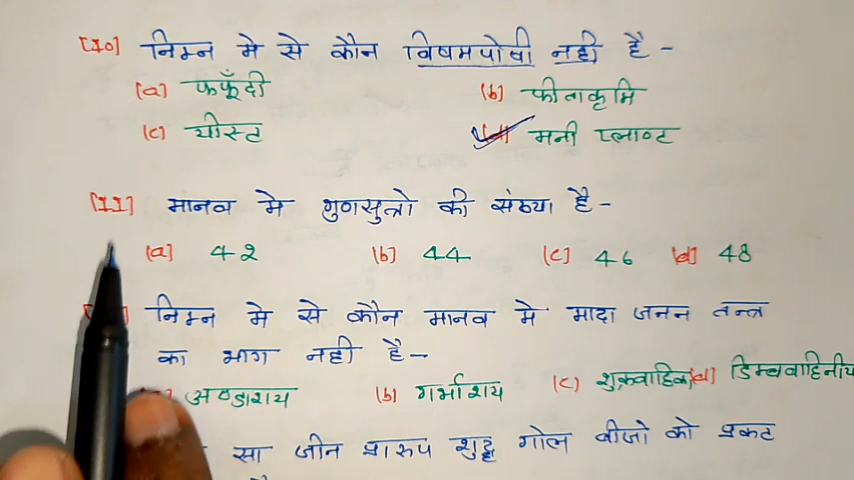 [10] निम्न मे से कौन विषमपोषी नही है -
(a) फफूँदी (b) फीताकृमि
(c) यीस्ट (d) मनी प्लाण्ट
[11] मानव मे गुणसुत्रो की संख्या है -
(a) 42 (b) 44 (c) 46 (d) 48
निम्न मे से कौन मानव मे मादा जनन तन्त्र
का भाग नही है -
अण्डाशय (b) गर्भाशय (c) शुक्रवाहिका (d) डिम्बवाहिनीय
सा जीन प्रारुप शुद्ध गोल बीजो को प्रकट